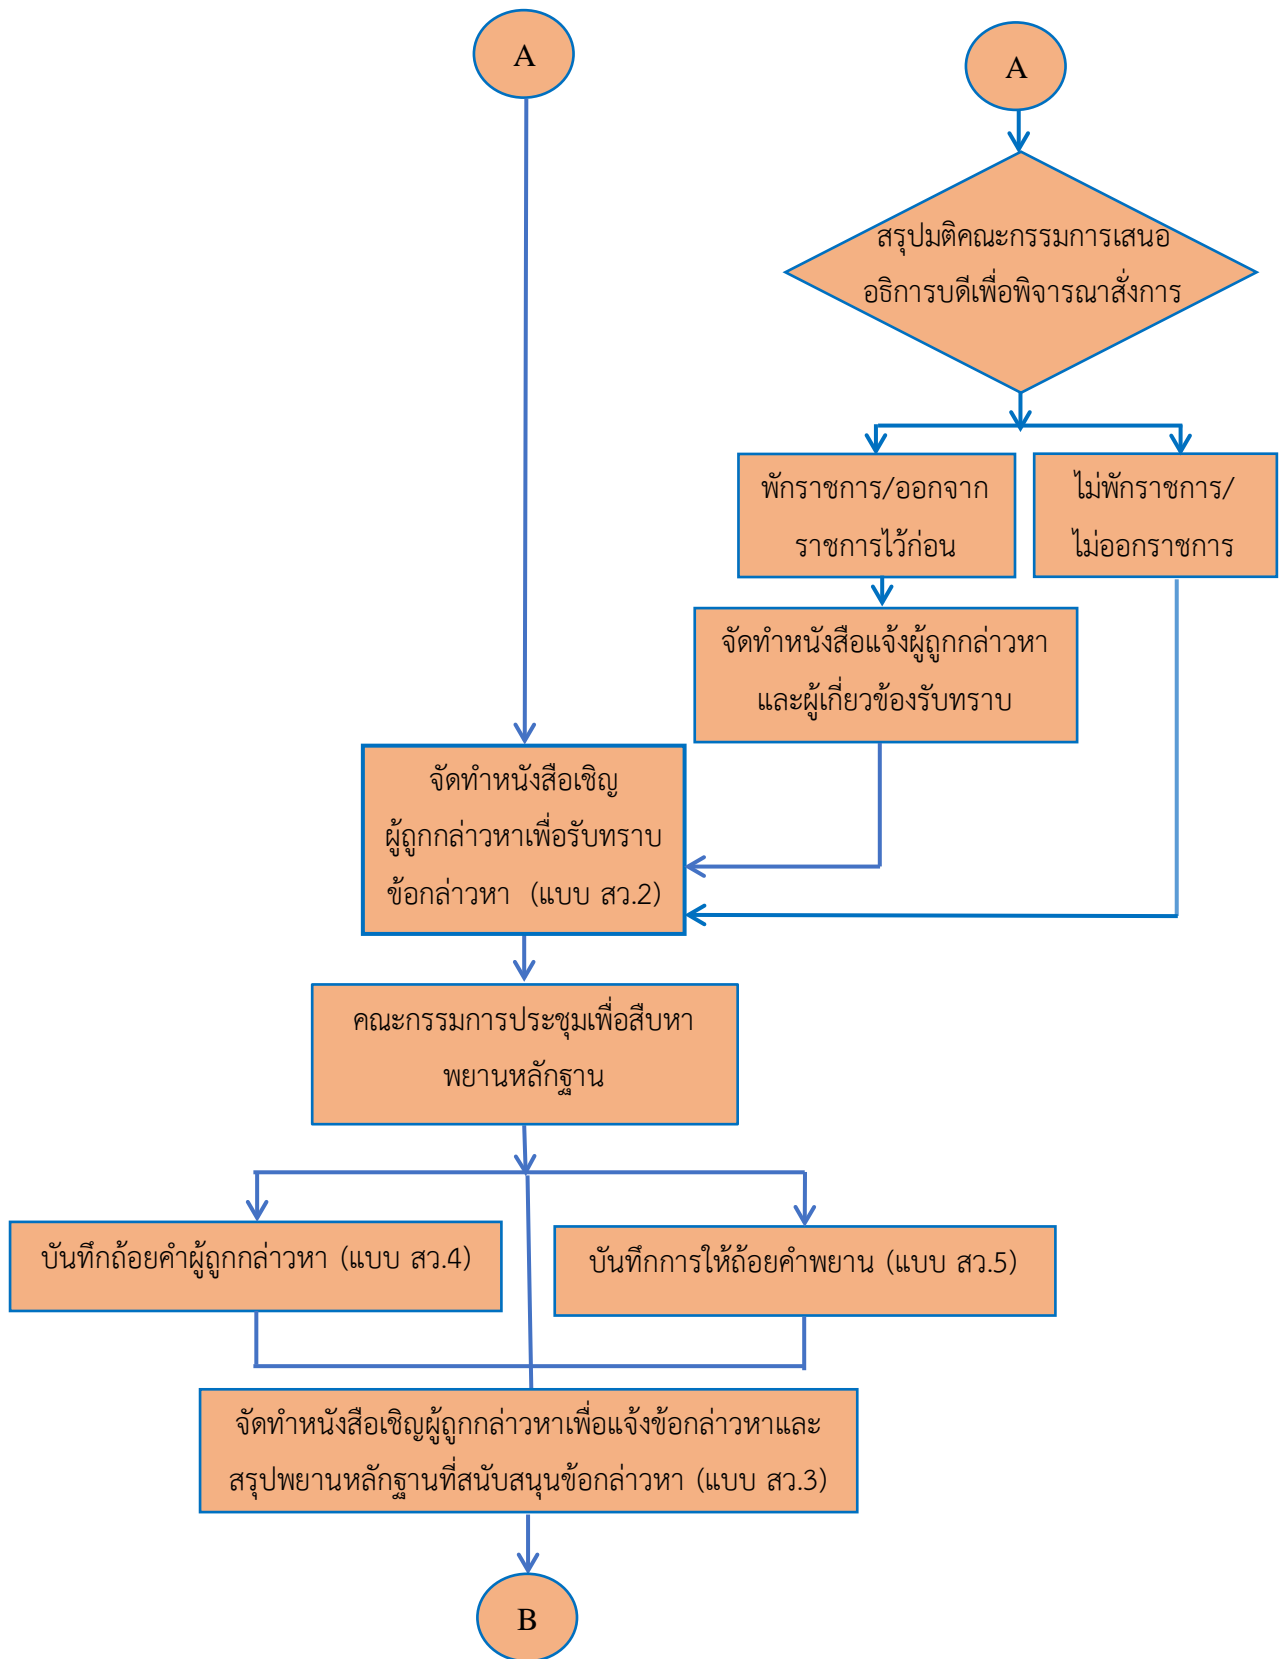 A
A
สรุปมติคณะกรรมการเสนอ
อธิการบดีเพื่อพิจารณาสั่งการ
พักราชการ/ออกจาก
ราชการไว้ก่อน
ไม่พักราชการ/
ไม่ออกราชการ
จัดทำหนังสือแจ้งผู้ถูกกล่าวหา
และผู้เกี่ยวข้องรับทราบ
จัดทำหนังสือเชิญ
ผู้ถูกกล่าวหาเพื่อรับทราบ
ข้อกล่าวหา (แบบ สว.2)
คณะกรรมการประชุมเพื่อสืบหา
พยานหลักฐาน
บันทึกถ้อยคำผู้ถูกกล่าวหา (แบบ สว.4)
บันทึกการให้ถ้อยคำพยาน (แบบ สว.5)
จัดทำหนังสือเชิญผู้ถูกกล่าวหาเพื่อแจ้งข้อกล่าวหาและ
สรุปพยานหลักฐานที่สนับสนุนข้อกล่าวหา (แบบ สว.3)
B